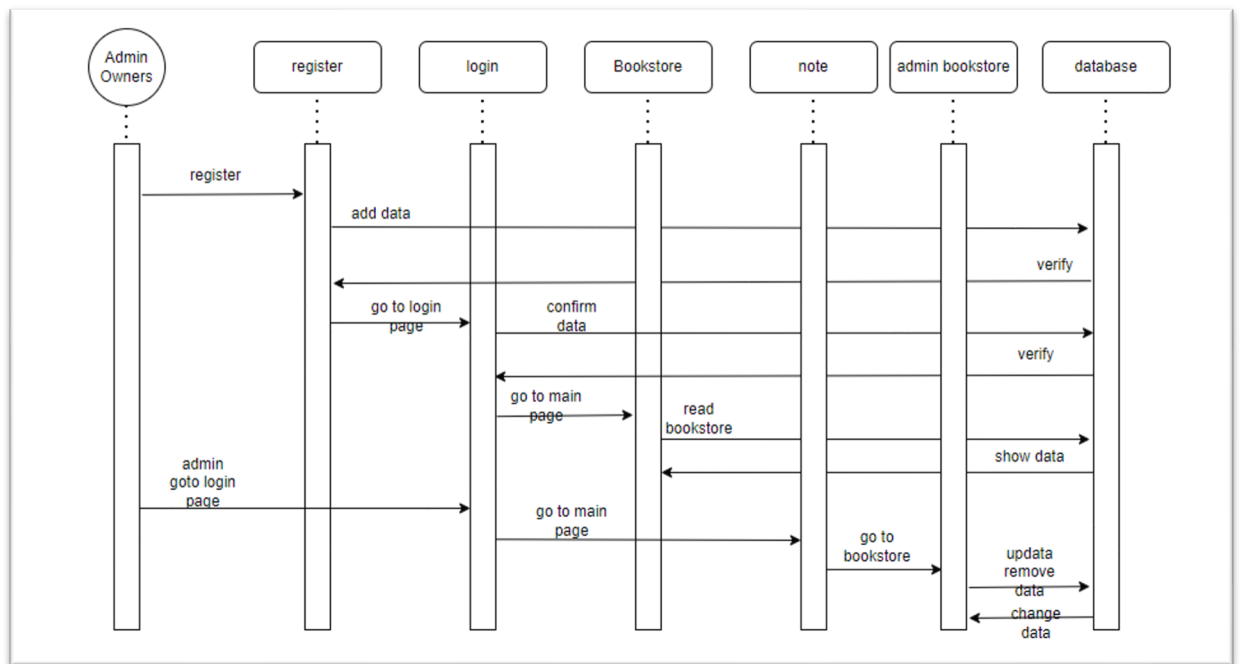 Admin
Owners
register
login
Bookstore
note
admin bookstore
database
register
add data
verify
go to login
page
confirm
data
verify
go to main
page
read
bookstore
show data
admin
goto login
page
go to main
page
go to
bookstore
updata
remove
data
change
data